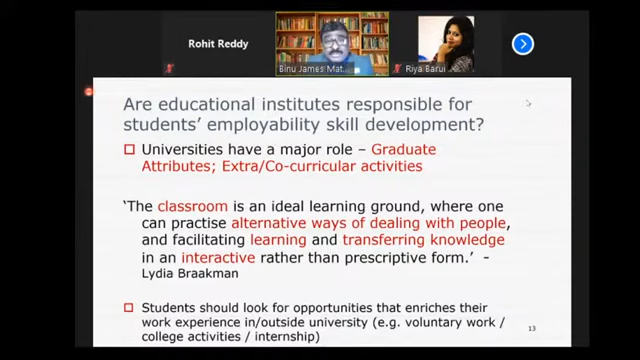 Rohit Reddy
Binu James Mat...
Riya Barui
Are educational institutes responsible for
students' employability skill development?
Universities have a major role – Graduate
Attributes; Extra/Co-curricular activities
'The classroom is an ideal learning ground, where one
can practise alternative ways of dealing with people,
and facilitating learning and transferring knowledge
in an interactive rather than prescriptive form.' -
Lydia Braakman
Students should look for opportunities that enriches their
work experience in/outside university (e.g. voluntary work /
college activities / internship)
13